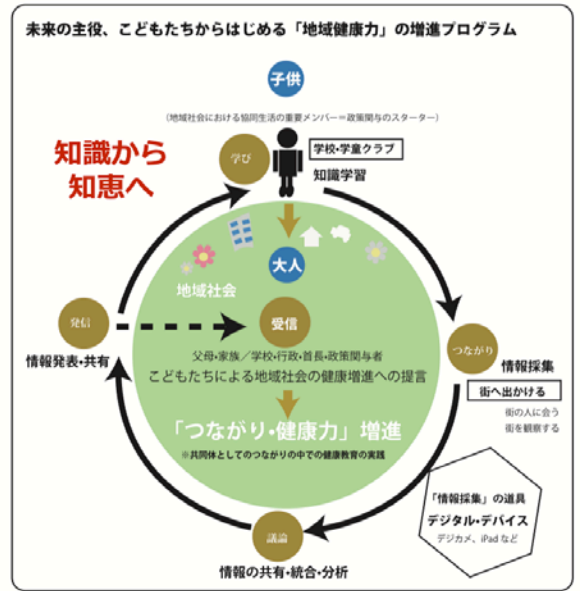 未来の主役、こどもたちからはじめる「地域健康力」の増進プログラム
子供
(地域社会における協同生活の重要メンバー=政策関与のスターター)
知識から
知恵へ
学び
学校・学童クラブ
知識学習
大人
地域社会
発信
受信
情報発表・共有
父母・家族/学校・行政・首長・政策関与者
こどもたちによる地域社会の健康増進への提言
つながり
情報採集
街へ出かける
街の人に会う
街を観察する
「つながり・健康力」増進
※共同体としてのつながりの中での健康教育の実践
「情報採集」の道具
デジタル・デバイス
デジカメ、iPad など
議論
情報の共有・統合・分析